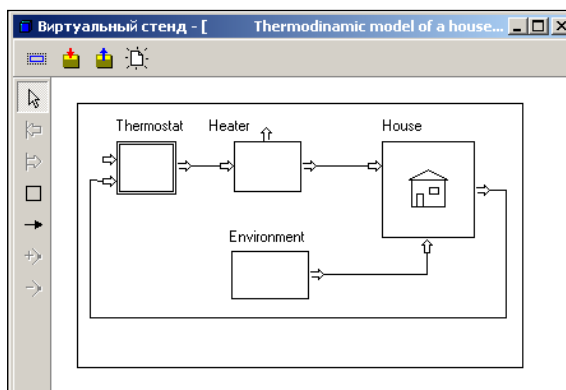 Виртуальный стенд - [ Thermodinamic model of a house...
Thermostat Heater House
Environment